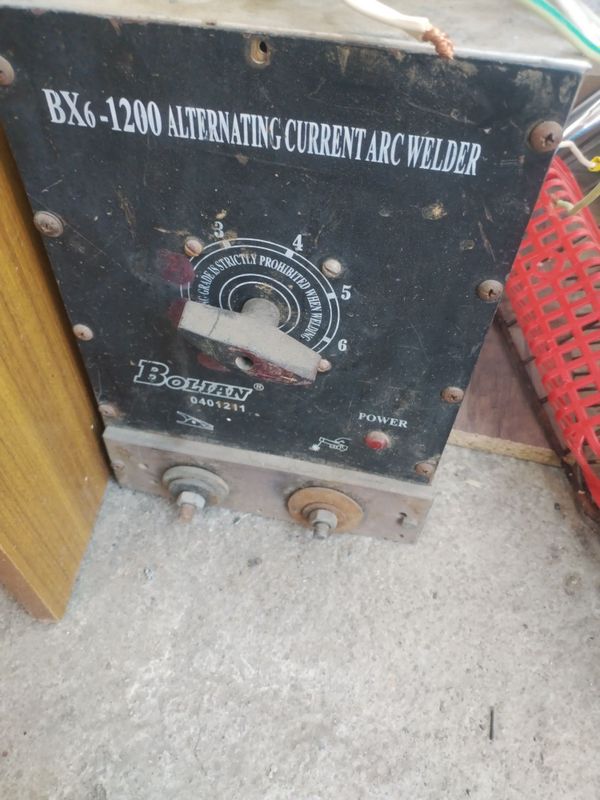 BX6-1200 ALTERNATING CURRENT ARC WELDER
3
4
5
6
GRADE IS STRICTLY PROHIBITED WHEN WELDING
BOLIAN®
0401211
POWER